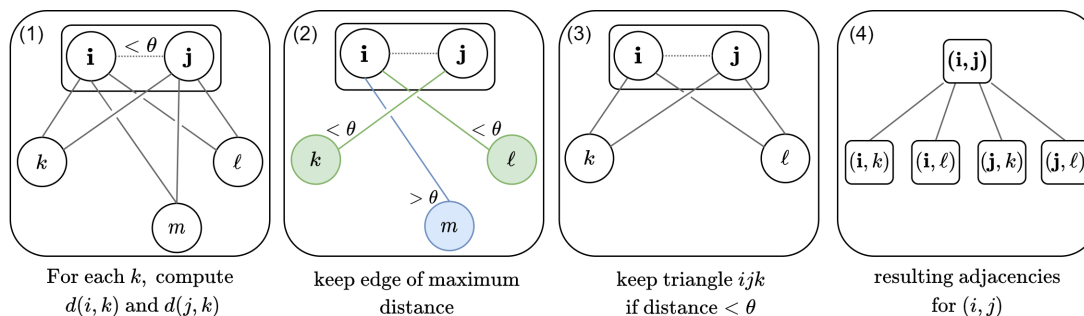 (1)
i
< θ
j
k
ℓ
m
For each k, compute
d(i, k) and d(j, k)
(2)
i
j
< θ
< θ
k
ℓ
> θ
m
keep edge of maximum
distance
(3)
i
j
k
ℓ
keep triangle ijk
if distance < θ
(4)
(i, j)
(i, k)
(i, ℓ)
(j, k)
(j, ℓ)
resulting adjacencies
for (i, j)